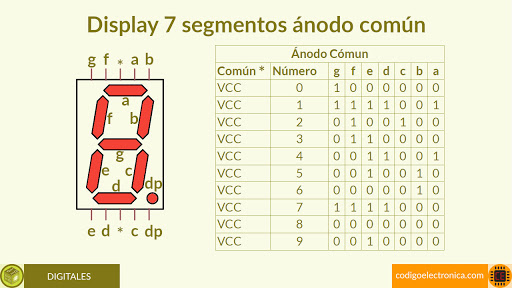 Display 7 segmentos ánodo común
g f * a b
a
f b
g
e c
d
dp
e d * c dp
Ánodo Cómun
Común * Número g f e d c b a
VCC 0 1 0 0 0 0 0 0
VCC 1 1 1 1 1 0 0 1
VCC 2 0 1 0 0 1 0 0
VCC 3 0 1 1 0 0 0 0
VCC 4 0 0 1 1 0 0 1
VCC 5 0 0 1 0 0 1 0
VCC 6 0 0 0 0 0 1 0
VCC 7 1 1 1 1 0 0 0
VCC 8 0 0 0 0 0 0 0
VCC 9 0 0 1 0 0 0 0
DIGITALES
codigoelectronica.com